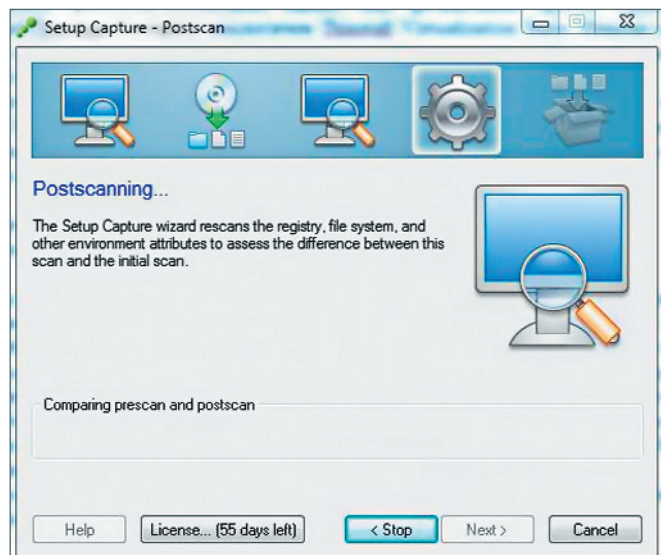 Setup Capture - Postscan
Postscanning...
The Setup Capture wizard rescans the registry, file system, and
other environment attributes to assess the difference between this
scan and the initial scan.
Comparing prescan and postscan
Help
License... (55 days left)
< Stop
Next >
Cancel